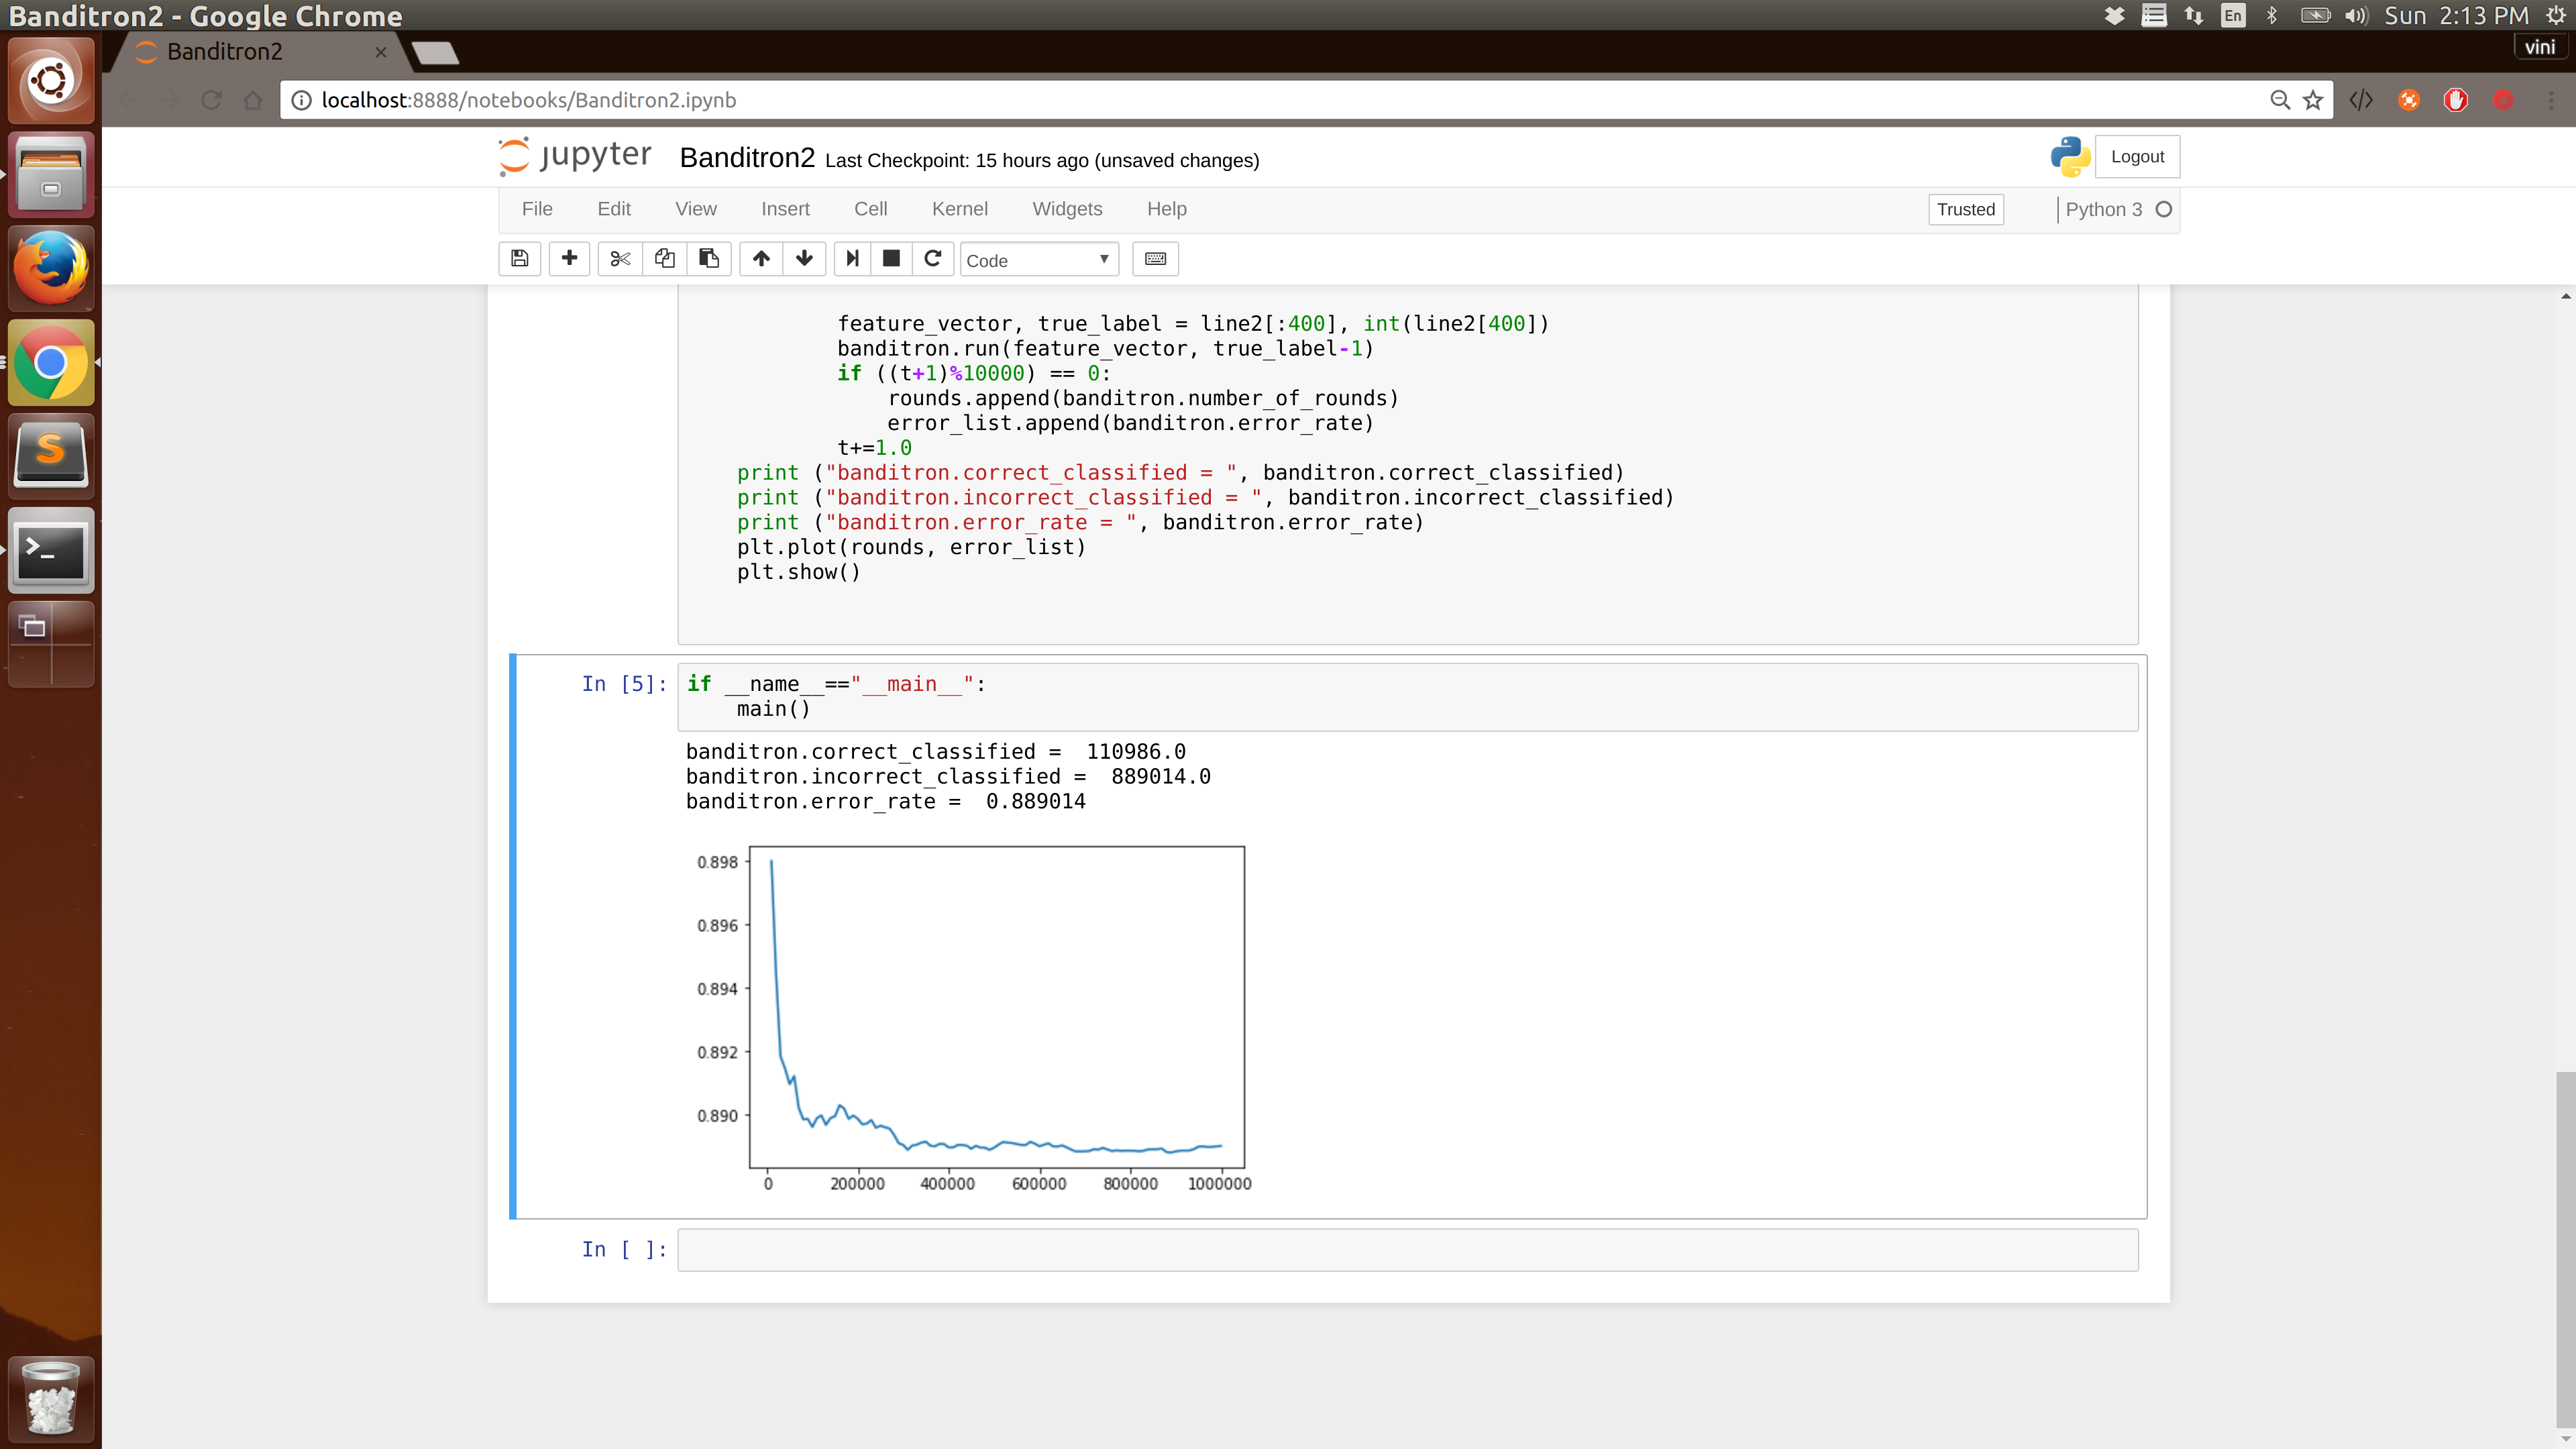 Banditron2 - Google Chrome
En
Sun 2:13 PM
Banditron2
vini
localhost:8888/notebooks/Banditron2.ipynb
jupyter
Banditron2 Last Checkpoint: 15 hours ago (unsaved changes)
Logout
File Edit View Insert Cell Kernel Widgets Help
Trusted
Python 3
Code
feature_vector, true_label = line2[:400], int(line2[400])
banditron.run(feature_vector, true_label-1)
if ((t+1)%10000) == 0:
rounds.append(banditron.number_of_rounds)
error_list.append(banditron.error_rate)
t+=1.0
print ("banditron.correct_classified = ", banditron.correct_classified)
print ("banditron.incorrect_classified = ", banditron.incorrect_classified)
print ("banditron.error_rate = ", banditron.error_rate)
plt.plot(rounds, error_list)
plt.show()
In [5]: if __name__=="__main__":
main()
banditron.correct_classified =  110986.0
banditron.incorrect_classified =  889014.0
banditron.error_rate =  0.889014
0.898
0.896
0.894
0.892
0.890
0 200000 400000 600000 800000 1000000
In [ ]: